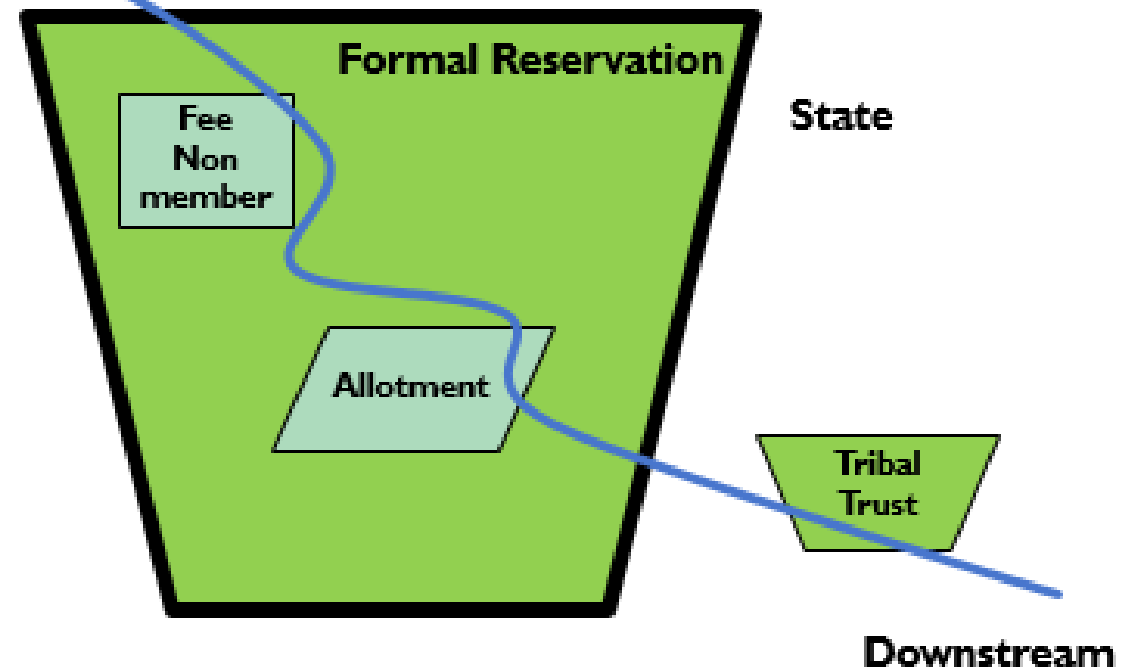 Formal Reservation
State
Fee
Non
member
Allotment
Tribal
Trust
Downstream